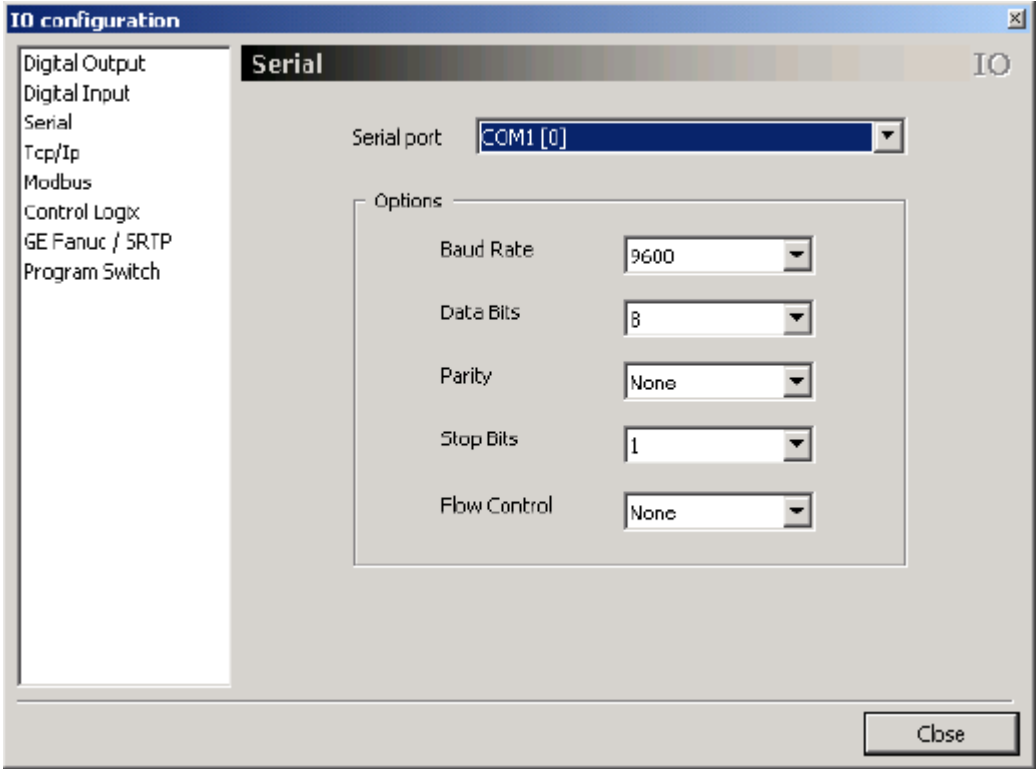 IO configuration
Digital Output
Digital Input
Serial
Tcp/Ip
Modbus
Control Logix
GE Fanuc / SRTP
Program Switch
Serial
IO
Serial port COM1 [0]
Options
Baud Rate 9600
Data Bits 8
Parity None
Stop Bits 1
Flow Control None
Close